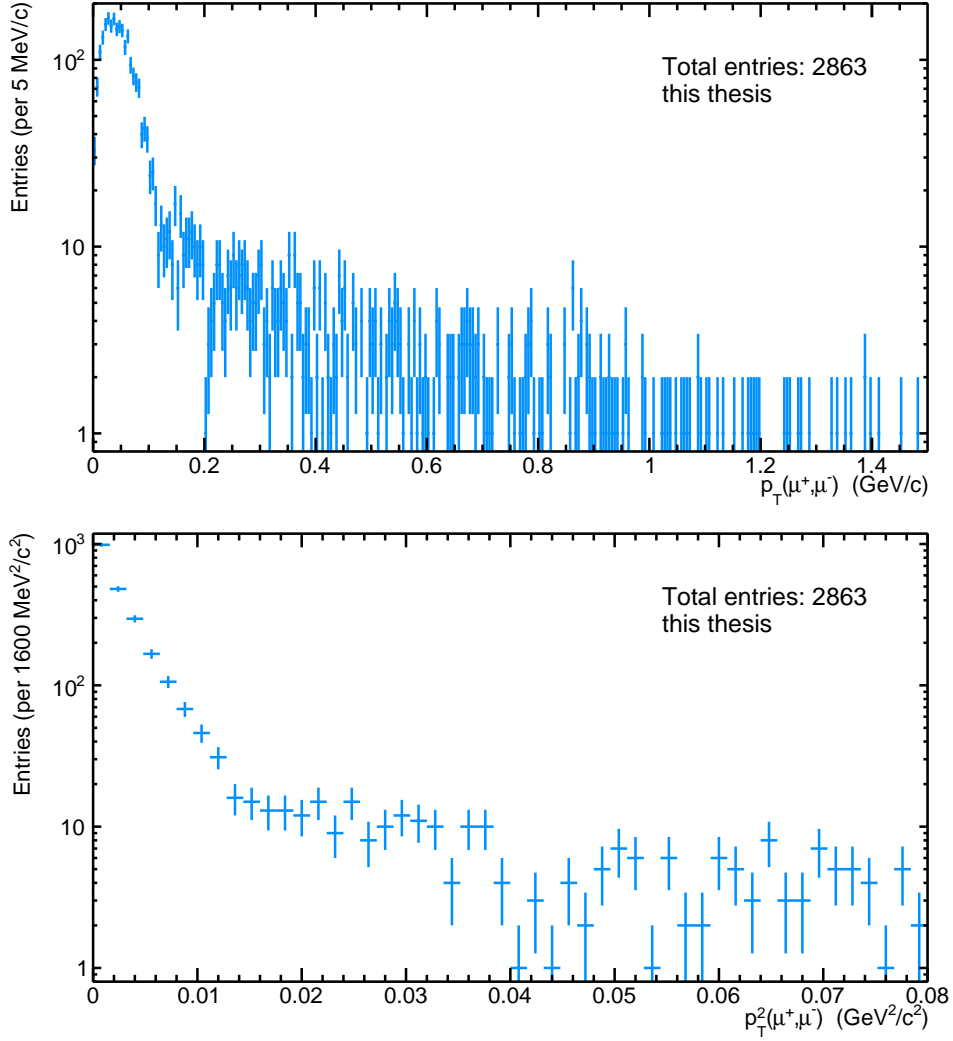 Entries (per 5 MeV/c)
10²
10
1
Total entries: 2863
this thesis
0 0.2 0.4 0.6 0.8 1 1.2 1.4
p_T(μ⁺,μ⁻) (GeV/c)
Entries (per 1600 MeV²/c²)
10³
10²
10
1
Total entries: 2863
this thesis
0 0.01 0.02 0.03 0.04 0.05 0.06 0.07 0.08
p_T²(μ⁺,μ⁻) (GeV²/c²)